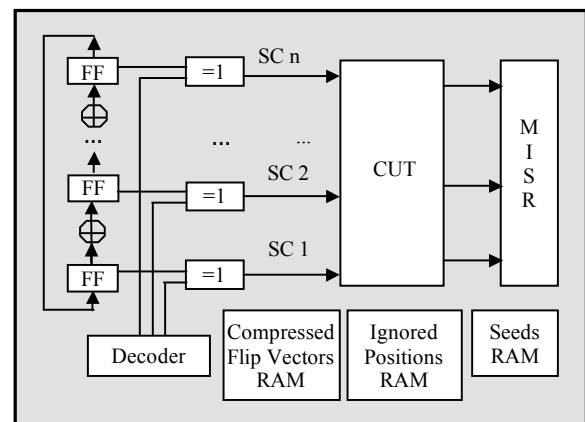 FF
=1
SC n
...
...
...
FF
=1
SC 2
FF
=1
SC 1
CUT
M
I
S
R
Decoder
Compressed
Flip Vectors
RAM
Ignored
Positions
RAM
Seeds
RAM